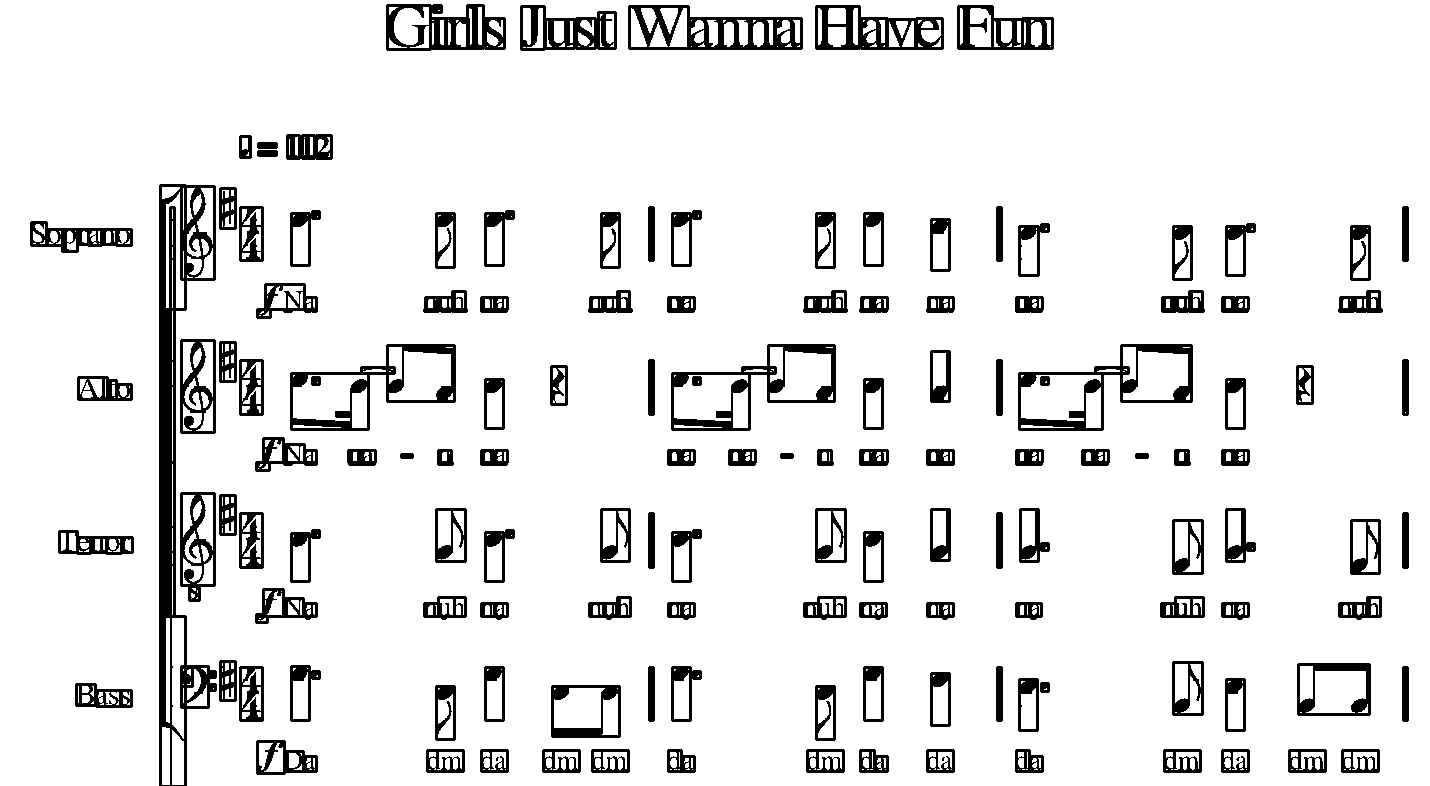 Girls Just Wanna Have Fun
♩ = 112
Soprano
f Na nuh na nuh na nuh na na na nuh na nuh
Alto
f Na na - n na na na - n na na na na - n na
Tenor
8
f Na nuh na nuh na nuh na na na nuh na nuh
Bass
f Da dm da dm dm da dm da da da dm da dm dm